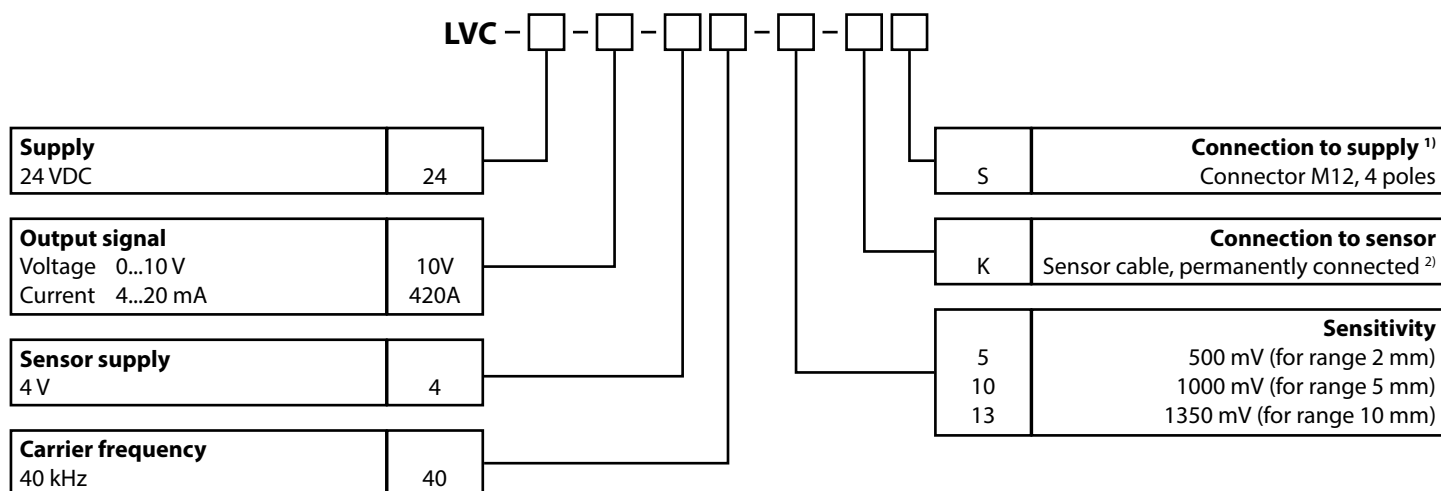 LVC – – – – –
Supply
24 VDC 24
Output signal
Voltage 0...10 V 10V
Current 4...20 mA 420A
Sensor supply
4 V 4
Carrier frequency
40 kHz 40
Connection to supply 1)
S Connector M12, 4 poles
Connection to sensor
K Sensor cable, permanently connected 2)
Sensitivity
5 500 mV (for range 2 mm)
10 1000 mV (for range 5 mm)
13 1350 mV (for range 10 mm)